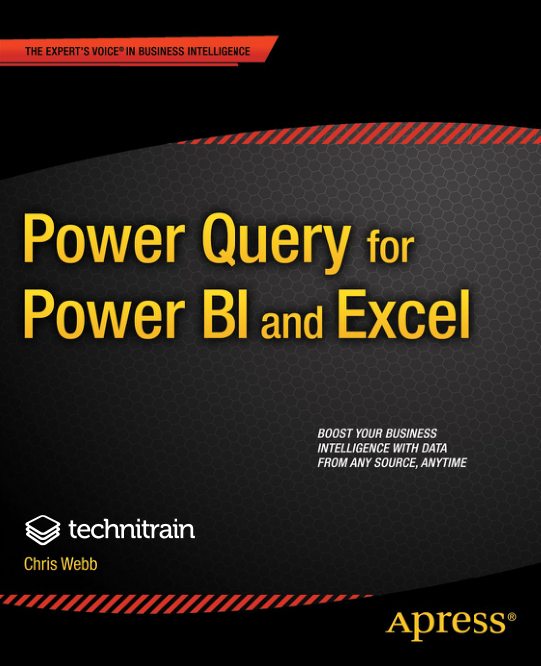 THE EXPERT'S VOICE® IN BUSINESS INTELLIGENCE
Power Query for
Power BI and Excel
BOOST YOUR BUSINESS
INTELLIGENCE WITH DATA
FROM ANY SOURCE, ANYTIME
technitrain
Chris Webb
Apress®